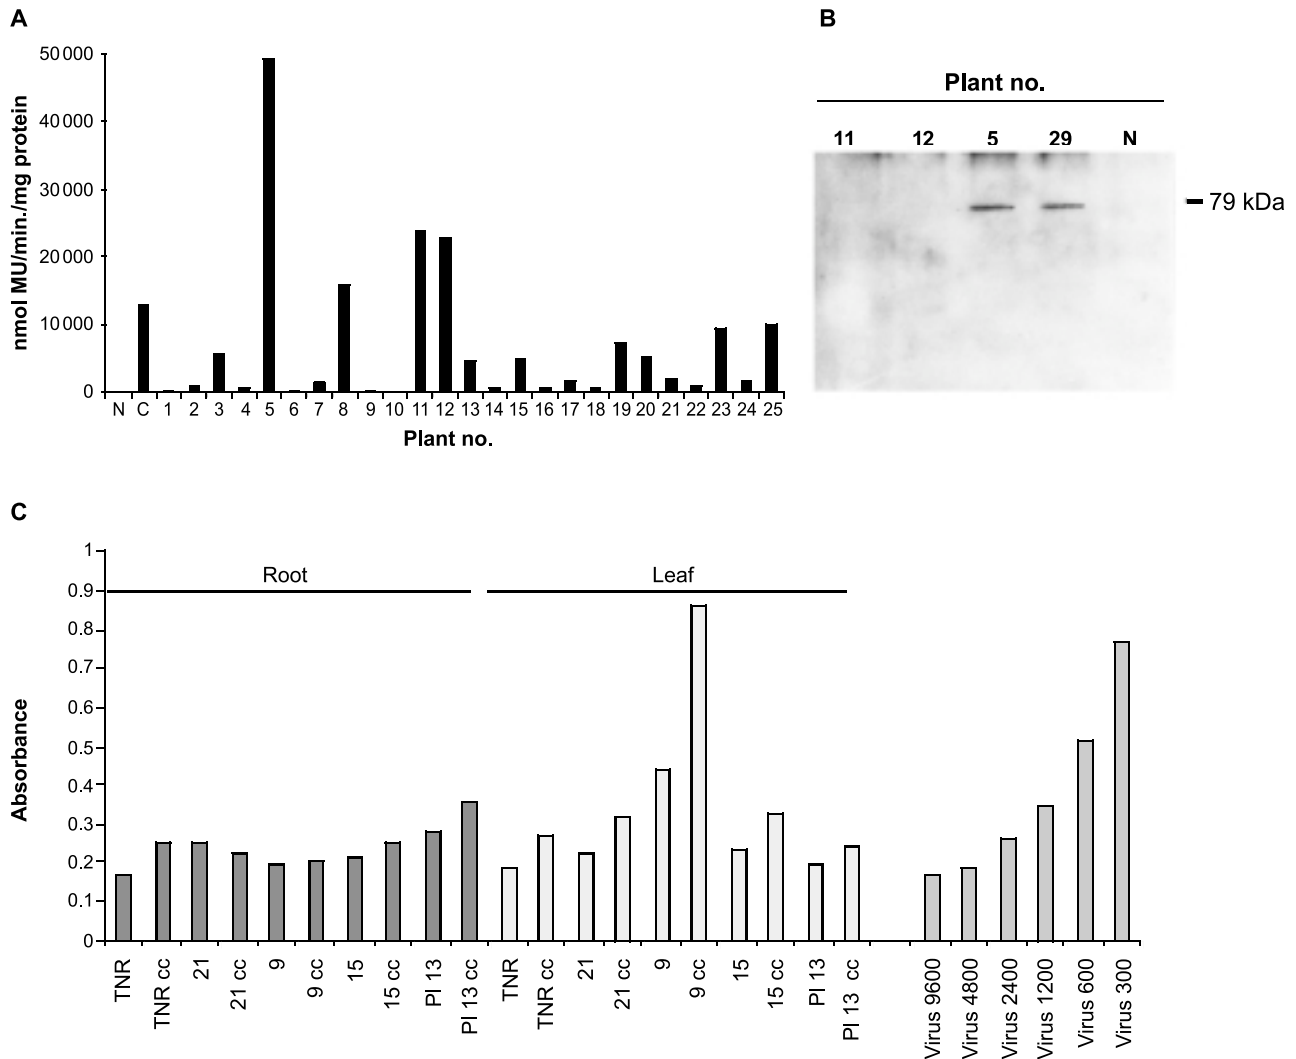 A
nmol MU/min./mg protein
50 000
40 000
30 000
20 000
10 000
0
N C 1 2 3 4 5 6 7 8 9 10 11 12 13 14 15 16 17 18 19 20 21 22 23 24 25
Plant no.
B
Plant no.
11 12 5 29 N
79 kDa
C
Absorbance
1
0.9
0.8
0.7
0.6
0.5
0.4
0.3
0.2
0.1
0
Root
Leaf
TNR
TNR cc
21
21 cc
9
9 cc
15
15 cc
PI 13
PI 13 cc
TNR
TNR cc
21
21 cc
9
9 cc
15
15 cc
PI 13
PI 13 cc
Virus 9600
Virus 4800
Virus 2400
Virus 1200
Virus 600
Virus 300